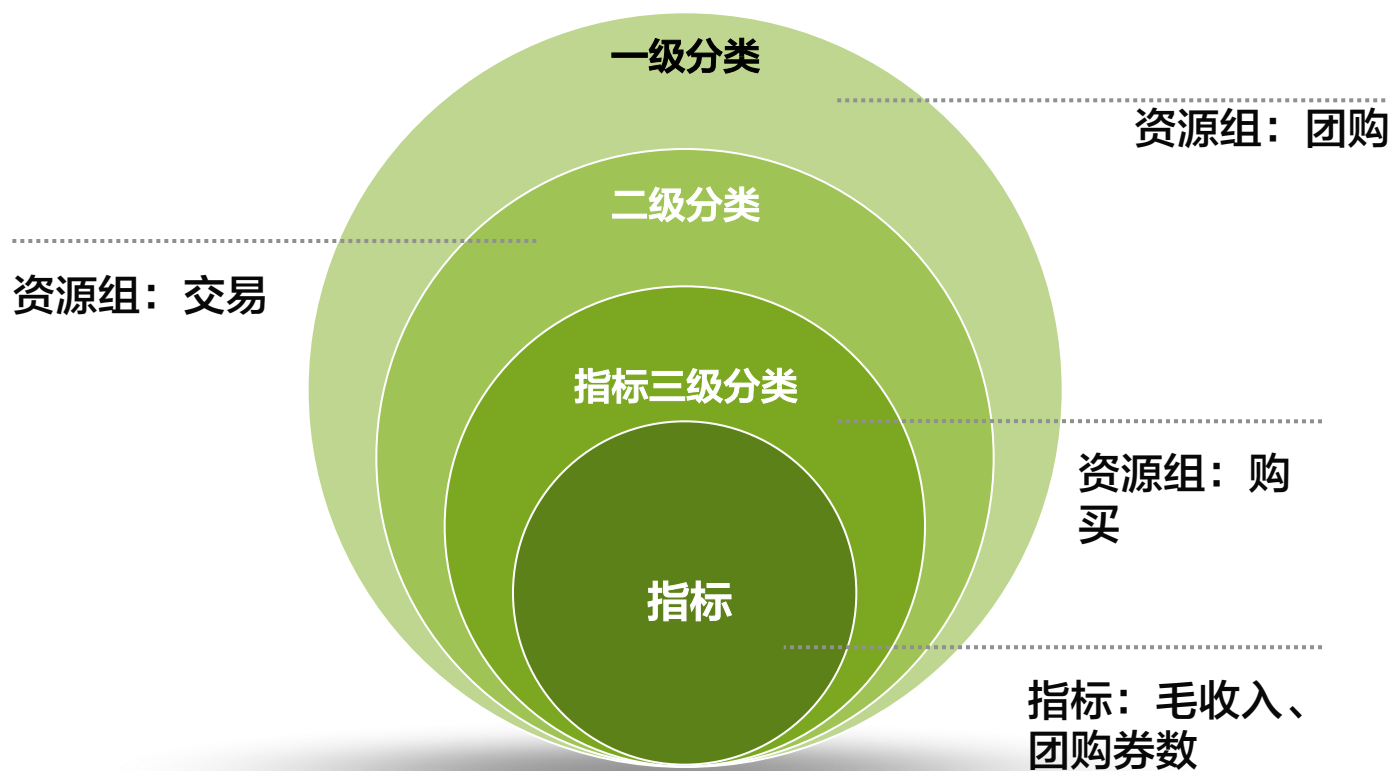 一级分类
资源组：团购
二级分类
资源组：交易
指标三级分类
资源组：购
买
指标
指标：毛收入、
团购券数